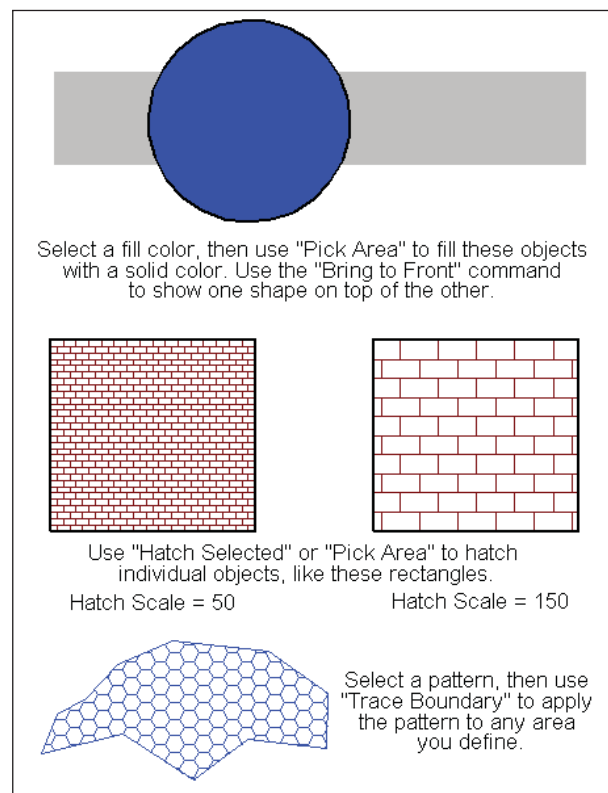 Select a fill color, then use "Pick Area" to fill these objects
with a solid color. Use the "Bring to Front" command
to show one shape on top of the other.
Use "Hatch Selected" or "Pick Area" to hatch
individual objects, like these rectangles.
Hatch Scale = 50
Hatch Scale = 150
Select a pattern, then use
"Trace Boundary" to apply
the pattern to any area
you define.